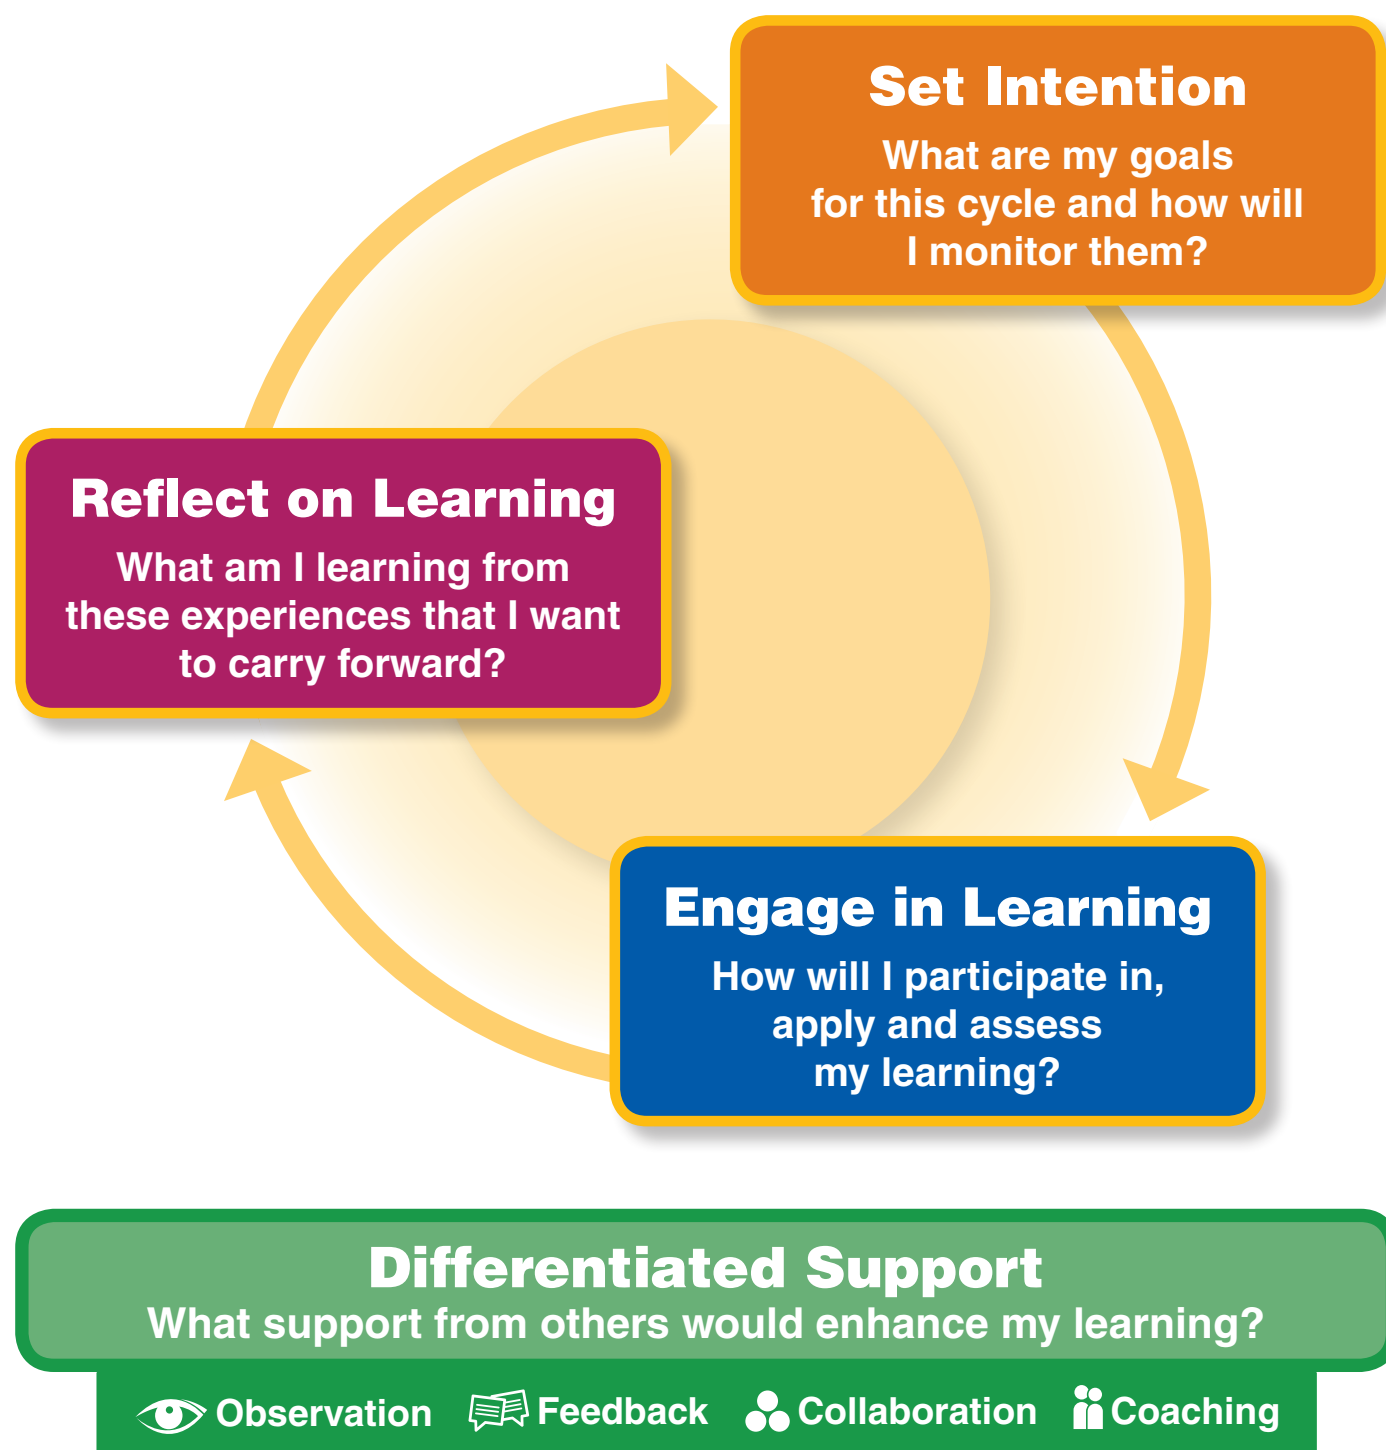 Set Intention
What are my goals
for this cycle and how will
I monitor them?
Reflect on Learning
What am I learning from
these experiences that I want
to carry forward?
Engage in Learning
How will I participate in,
apply and assess
my learning?
Differentiated Support
What support from others would enhance my learning?
Observation Feedback Collaboration Coaching